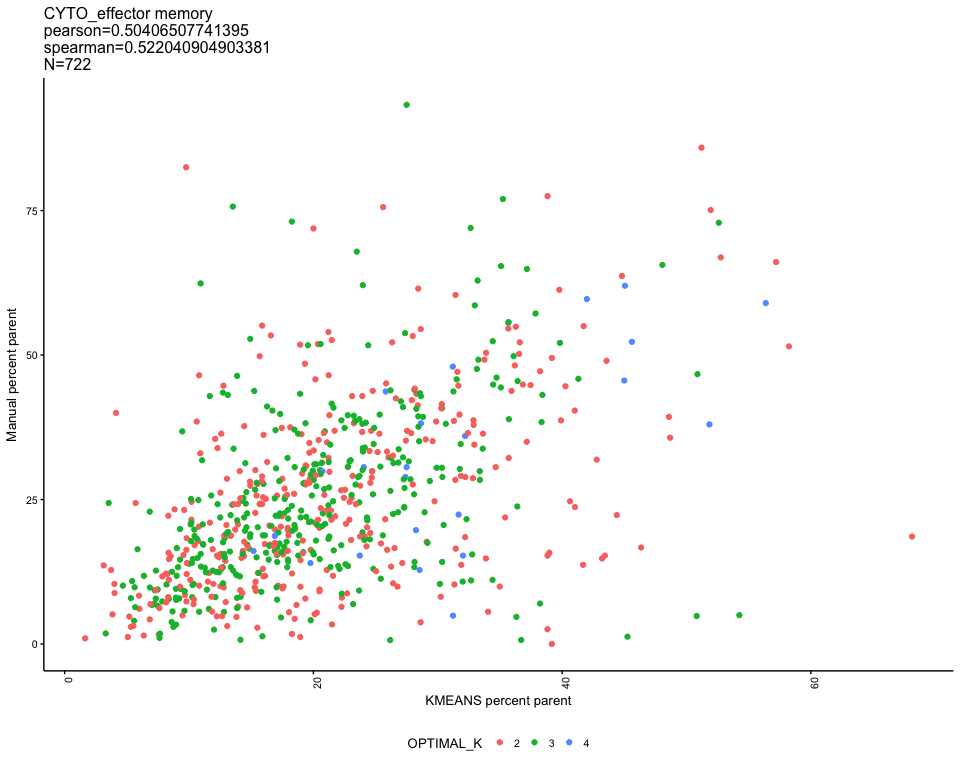 CYTO_effector memory
pearson=0.50406507741395
spearman=0.522040904903381
N=722
Manual percent parent
75
50
25
0
0
20
40
60
KMEANS percent parent
OPTIMAL_K 2 3 4